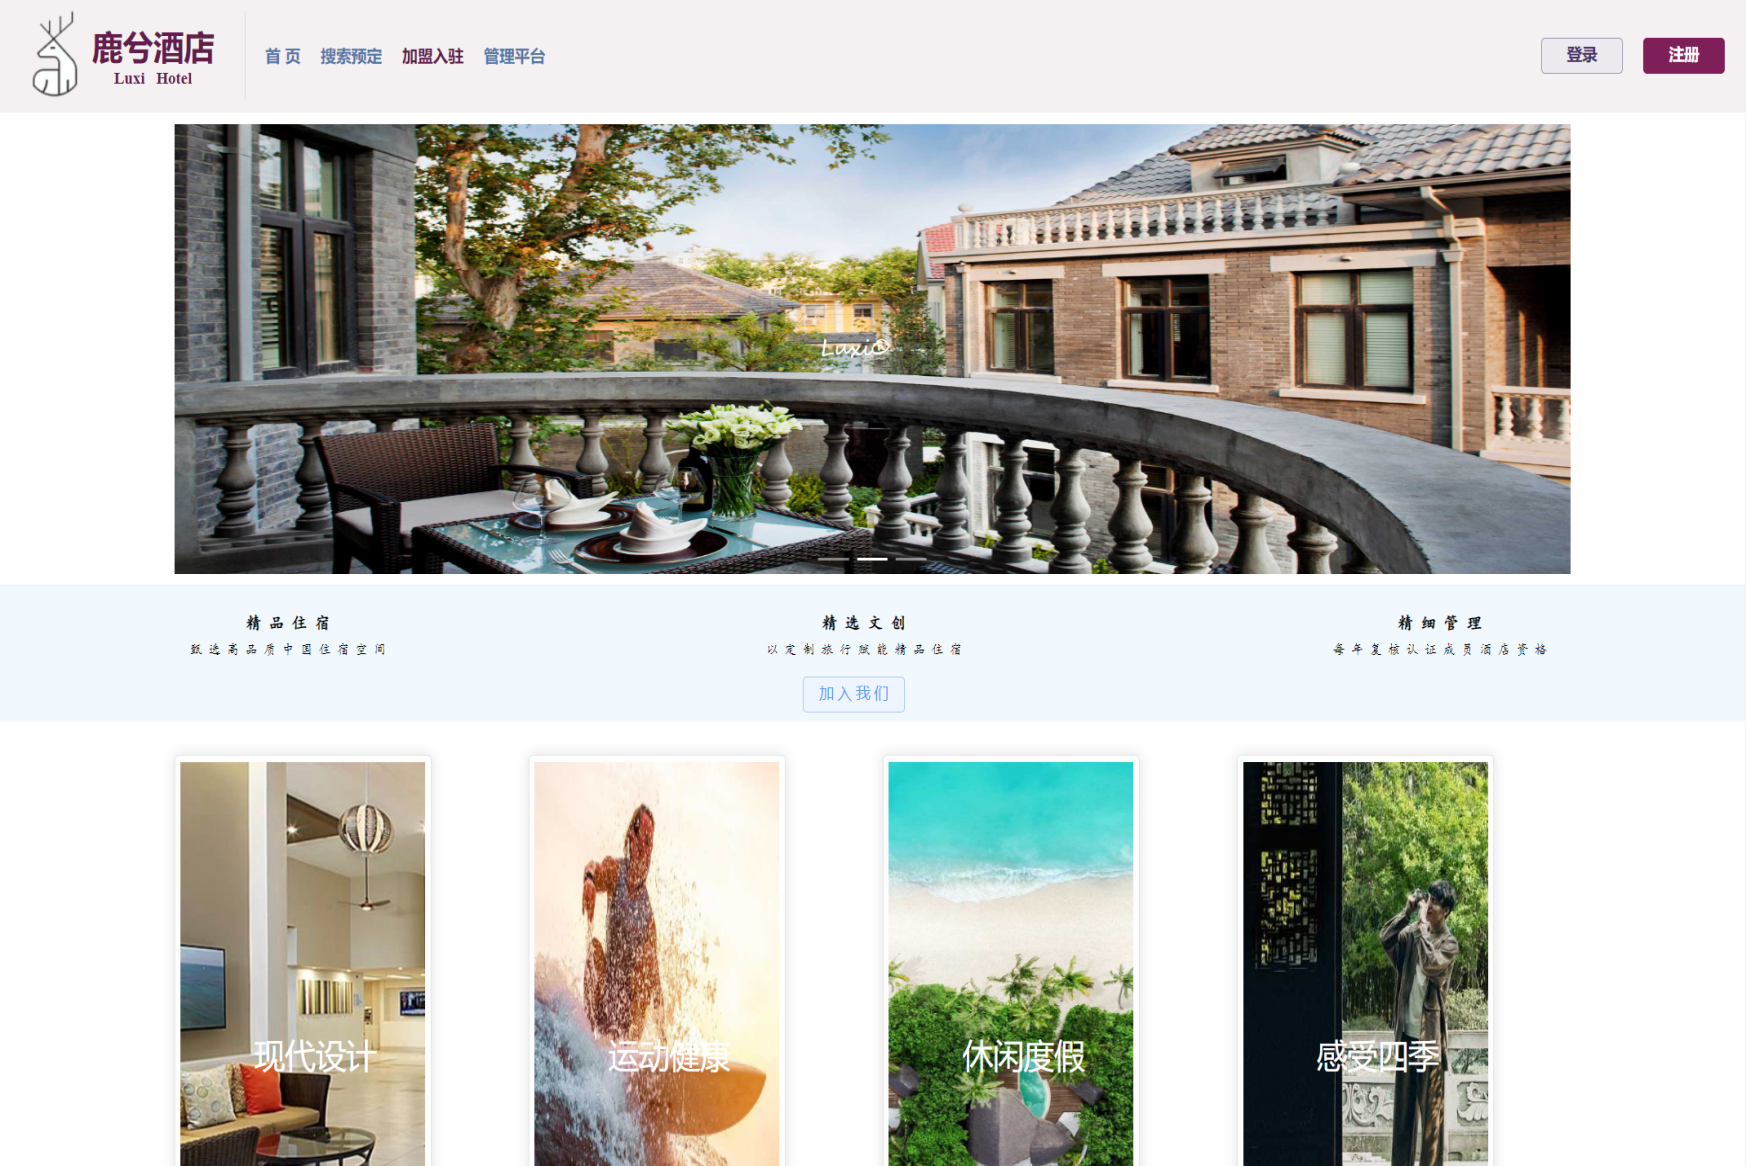 鹿兮酒店
Luxi Hotel
首 页
搜索预定
加盟入驻
管理平台
登录
注册
Luxi©
精品住宿
甄选高品质中国住宿空间
精选文创
以定制旅行赋能精品住宿
精细管理
每年复核认证成员酒店资格
加入我们
现代设计
运动健康
休闲度假
感受四季